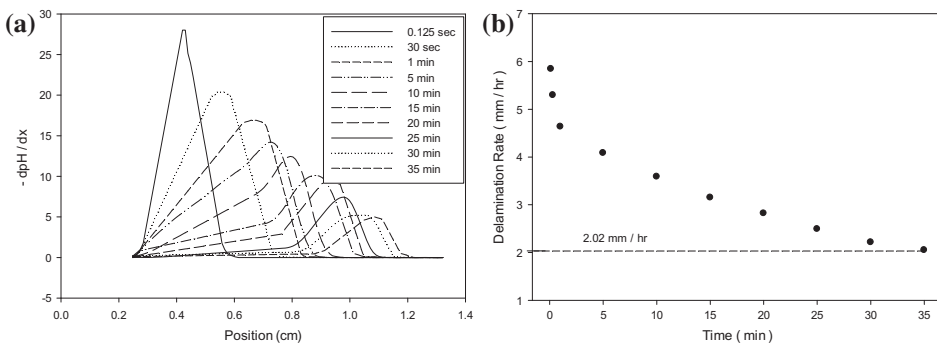 (a)
30
25
20
15
10
5
0
-5
- dpH / dx
0.0 0.2 0.4 0.6 0.8 1.0 1.2 1.4
Position (cm)
0.125 sec
30 sec
1 min
5 min
10 min
15 min
20 min
25 min
30 min
35 min
(b)
7
6
5
4
3
2
1
Delamination Rate ( mm / hr )
2.02 mm / hr
0 5 10 15 20 25 30 35
Time ( min )